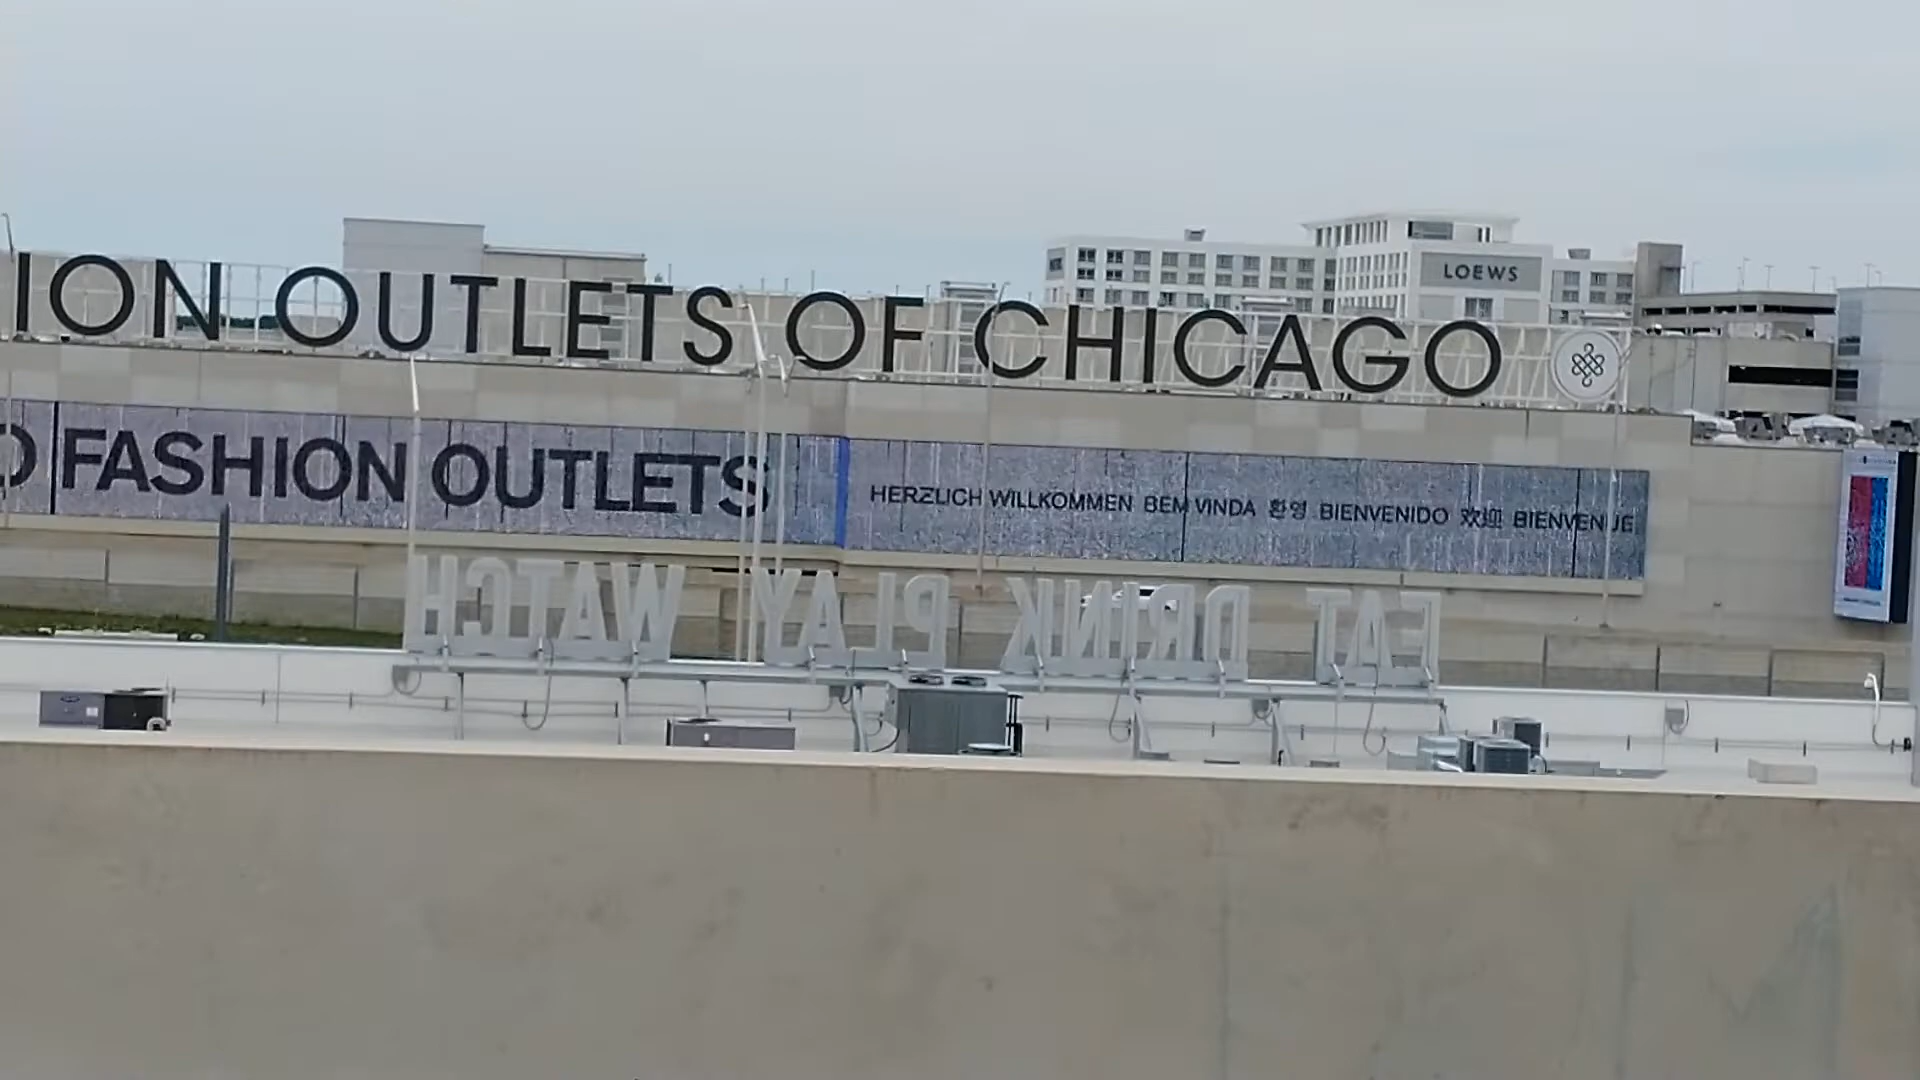 LOEWS
ION OUTLETS OF CHICAGO
O FASHION OUTLETS
HERZLICH WILLKOMMEN BEM VINDA 환영 BIENVENIDO 欢迎 BIENVENUE
EAT DRINK PLAY WATCH